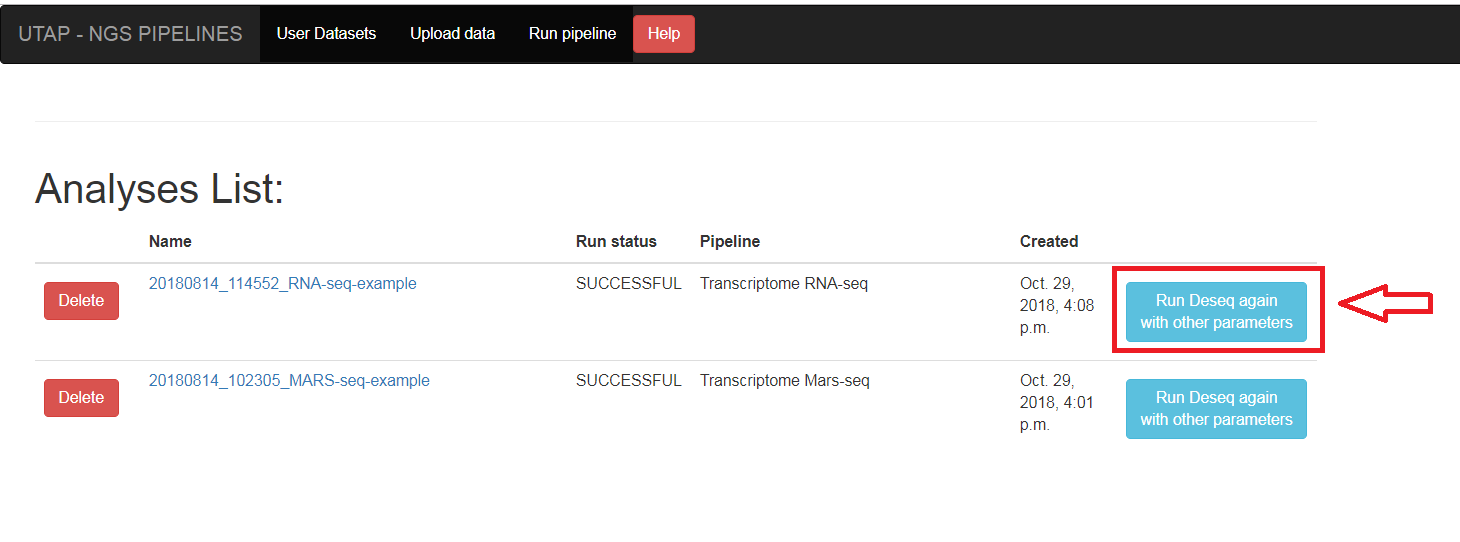 UTAP - NGS PIPELINES User Datasets Upload data Run pipeline Help
Analyses List:
Name Run status Pipeline Created
Delete 20180814_114552_RNA-seq-example SUCCESSFUL Transcriptome RNA-seq Oct. 29,
2018, 4:08
p.m.
Run Deseq again
with other parameters
Delete 20180814_102305_MARS-seq-example SUCCESSFUL Transcriptome Mars-seq Oct. 29,
2018, 4:01
p.m.
Run Deseq again
with other parameters